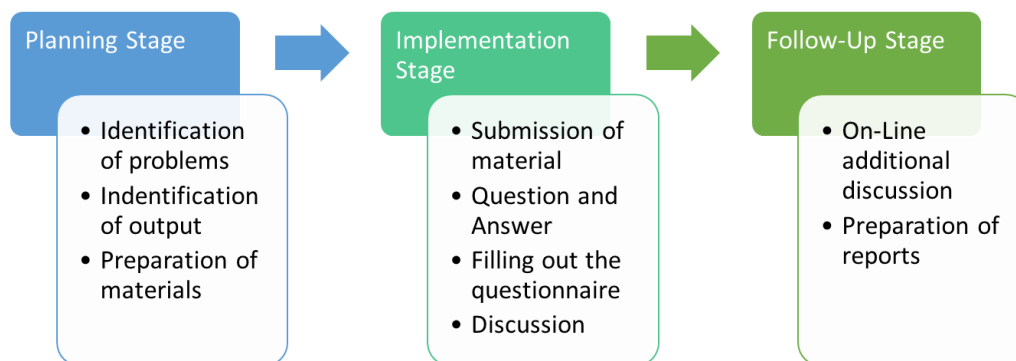 Planning Stage
• Identification
of problems
• Indentification
of output
• Preparation of
materials
Implementation
Stage
• Submission of
material
• Question and
Answer
• Filling out the
questionnaire
• Discussion
Follow-Up Stage
• On-Line
additional
discussion
• Preparation of
reports